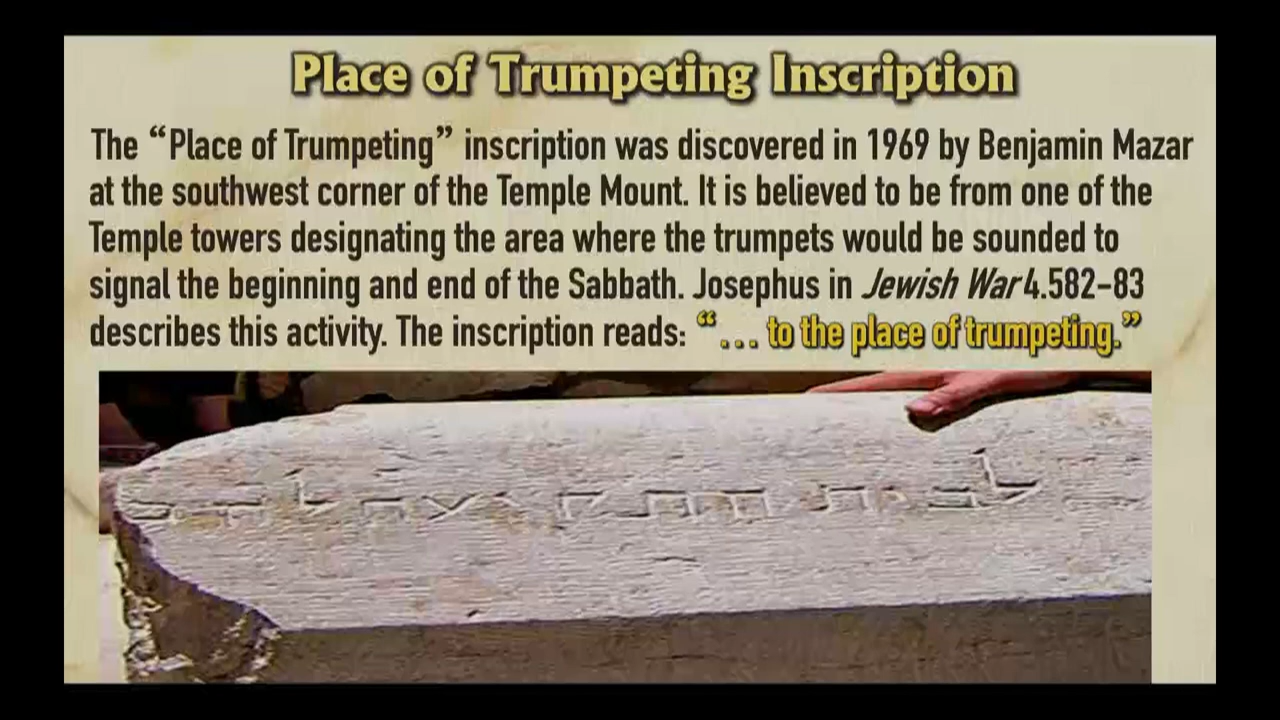 Place of Trumpeting Inscription
The “Place of Trumpeting” inscription was discovered in 1969 by Benjamin Mazar
at the southwest corner of the Temple Mount. It is believed to be from one of the
Temple towers designating the area where the trumpets would be sounded to
signal the beginning and end of the Sabbath. Josephus in Jewish War 4.582–83
describes this activity. The inscription reads: “… to the place of trumpeting.”
לבית התקיעה